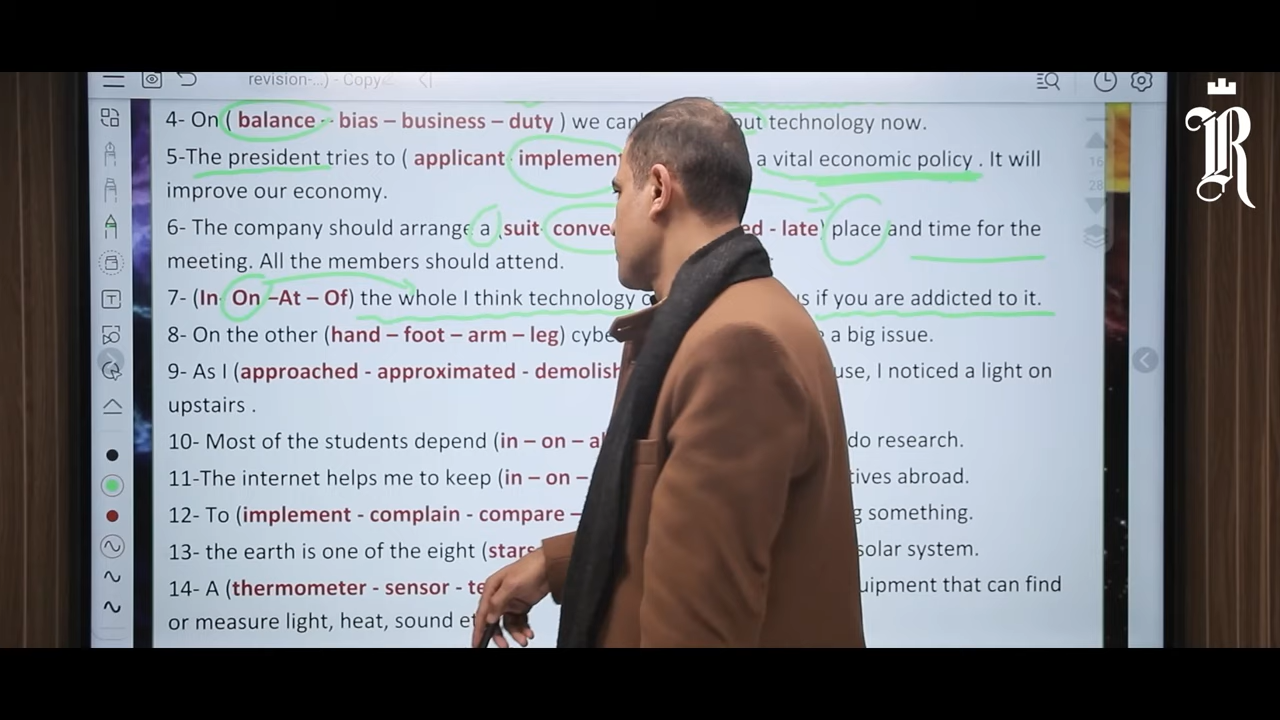 revision-...) - Copy
4- On ( balance - bias – business – duty ) we can out technology now.
5-The president tries to ( applicant implement a vital economic policy . It will
improve our economy.
6- The company should arrange a (suit- conve ed - late) place and time for the
meeting. All the members should attend.
7- (In- On –At – Of) the whole I think technology us if you are addicted to it.
8- On the other (hand – foot – arm – leg) cybe a big issue.
9- As I (approached - approximated - demolish use, I noticed a light on
upstairs .
10- Most of the students depend (in – on – a do research.
11-The internet helps me to keep (in – on – tives abroad.
12- To (implement - complain - compare – g something.
13- the earth is one of the eight (stars solar system.
14- A (thermometer - sensor - te uipment that can find
or measure light, heat, sound et
16
28
R